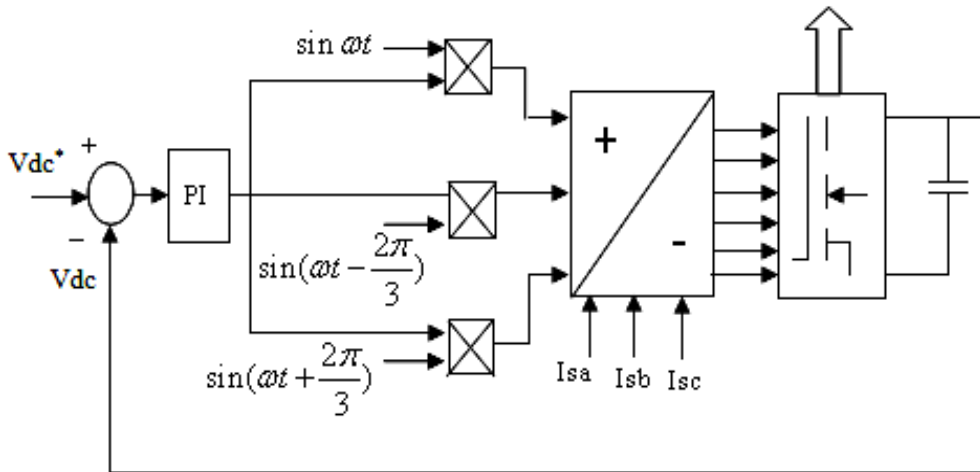 sin ωt
+
Vdc*
PI
−
Vdc
sin(ωt − 2π/3)
sin(ωt + 2π/3)
+
-
Isa Isb Isc